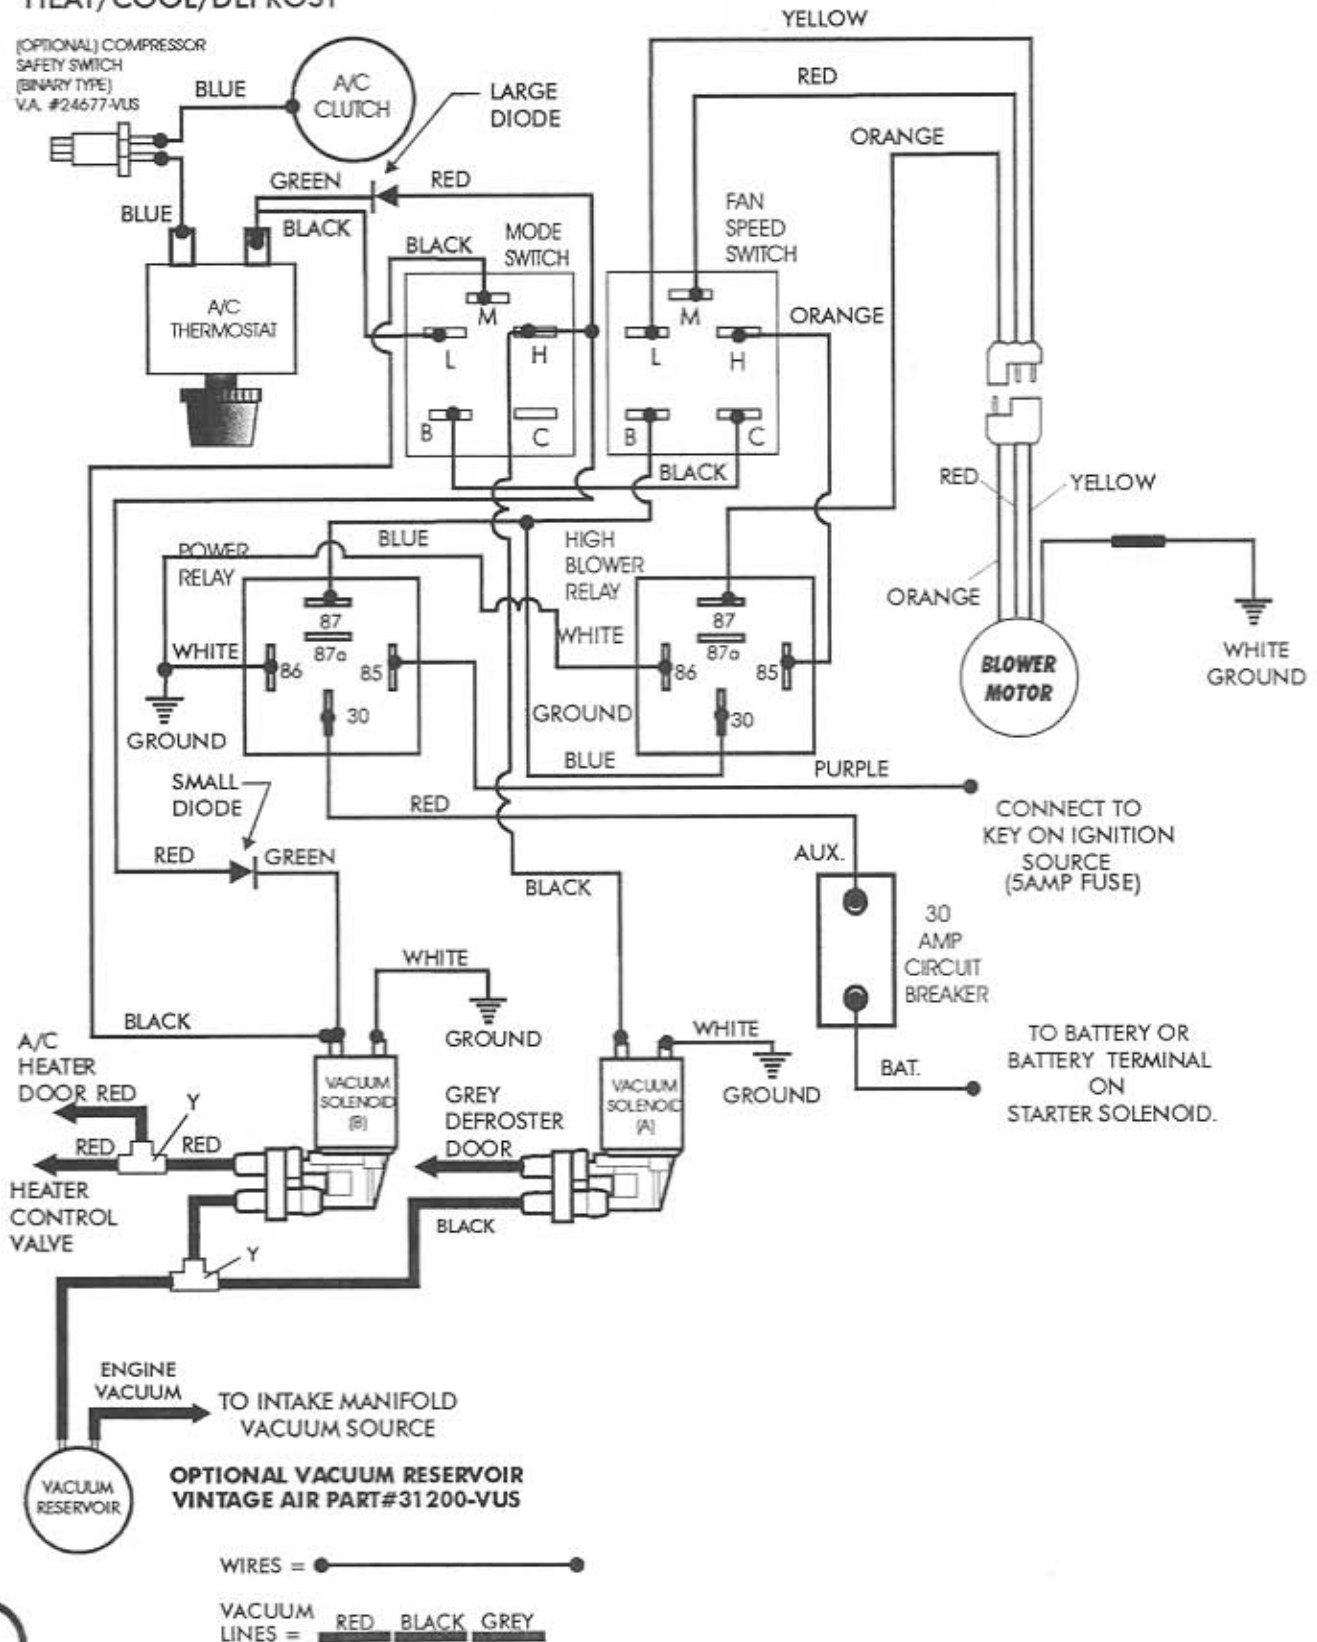 HEAT/COOL/DEFROST
(OPTIONAL) COMPRESSOR
SAFETY SWITCH
(BINARY TYPE)
V.A. #24677-VUS
BLUE
A/C
CLUTCH
LARGE
DIODE
YELLOW
RED
ORANGE
GREEN
RED
BLUE
BLACK
BLACK
MODE
SWITCH
FAN
SPEED
SWITCH
A/C
THERMOSTAT
M
L
H
B
C
M
L
H
B
C
ORANGE
BLACK
RED
YELLOW
ORANGE
BLOWER
MOTOR
WHITE
GROUND
BLUE
POWER
RELAY
HIGH
BLOWER
RELAY
87
87a
86
85
30
WHITE
GROUND
WHITE
87
87a
86
85
30
GROUND
BLUE
PURPLE
CONNECT TO
KEY ON IGNITION
SOURCE
(5AMP FUSE)
SMALL
DIODE
RED
RED
GREEN
BLACK
AUX.
30
AMP
CIRCUIT
BREAKER
BAT.
TO BATTERY OR
BATTERY TERMINAL
ON
STARTER SOLENOID.
WHITE
GROUND
BLACK
WHITE
GROUND
A/C
HEATER
DOOR RED
Y
RED
RED
HEATER
CONTROL
VALVE
VACUUM
SOLENOID
(B)
GREY
DEFROSTER
DOOR
VACUUM
SOLENOID
(A)
BLACK
Y
ENGINE
VACUUM
TO INTAKE MANIFOLD
VACUUM SOURCE
VACUUM
RESERVOIR
OPTIONAL VACUUM RESERVOIR
VINTAGE AIR PART#31200-VUS
WIRES =
VACUUM
LINES =
RED
BLACK
GREY